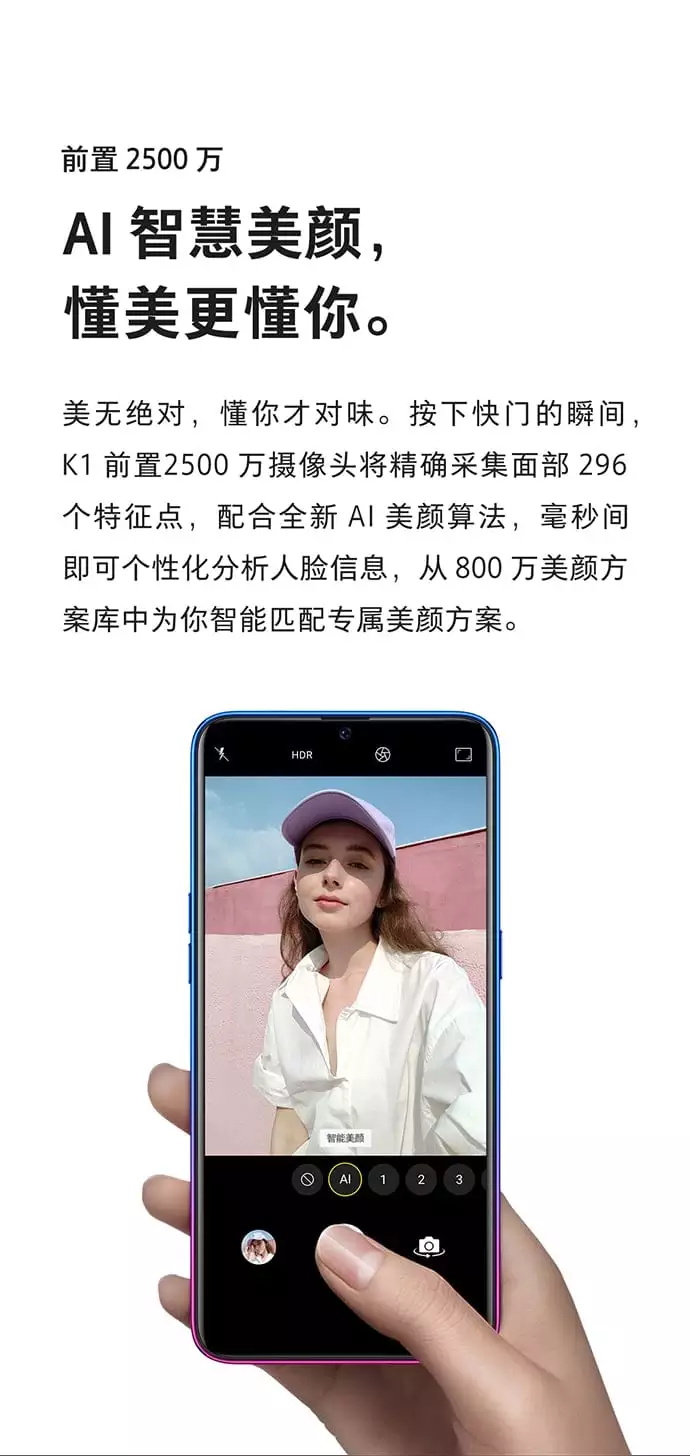 前置 2500 万
AI 智慧美颜，
懂美更懂你。
美无绝对，懂你才对味。按下快门的瞬间，
K1 前置2500 万摄像头将精确采集面部 296
个特征点，配合全新 AI 美颜算法，毫秒间
即可个性化分析人脸信息，从 800 万美颜方
案库中为你智能匹配专属美颜方案。
HDR
智能美颜
AI 1 2 3